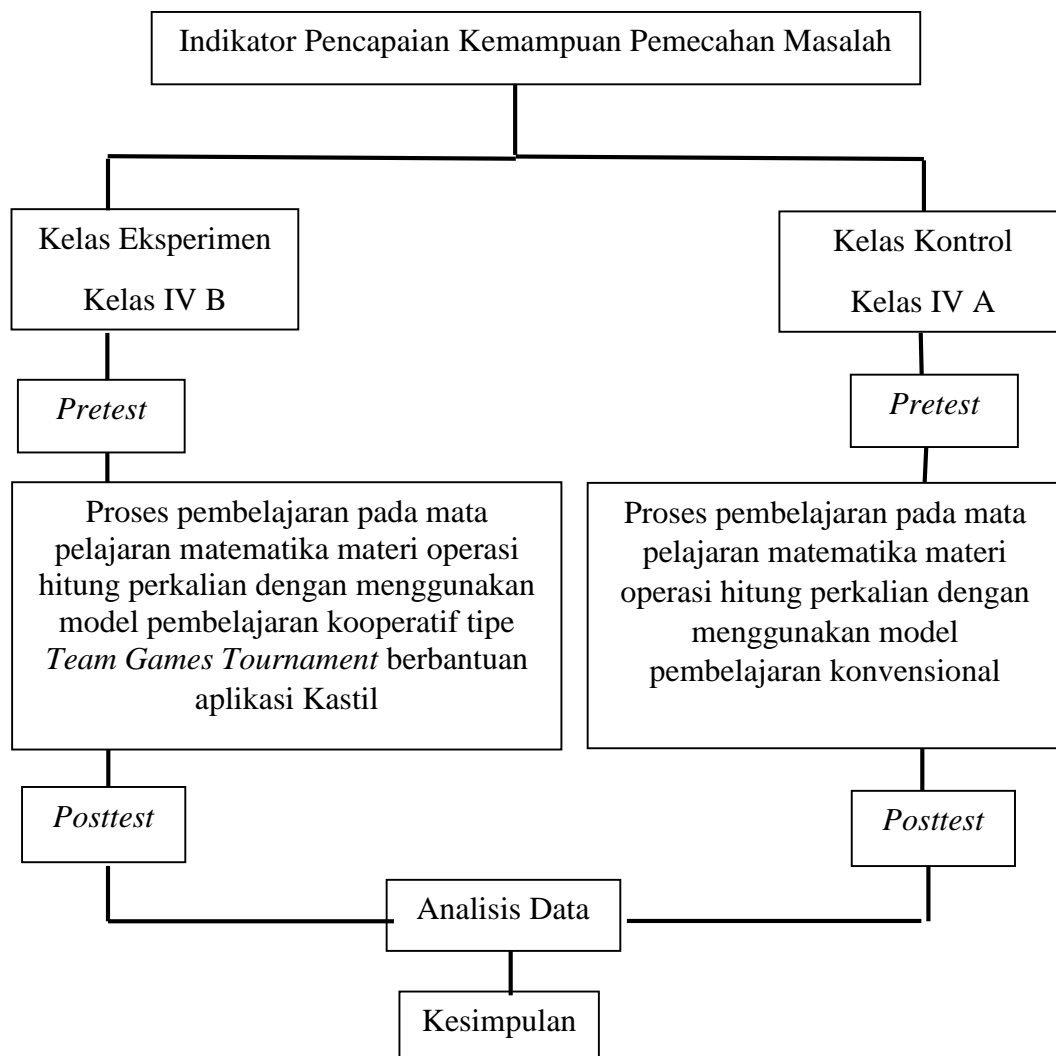 Indikator Pencapaian Kemampuan Pemecahan Masalah
Kelas Eksperimen
Kelas IV B
Kelas Kontrol
Kelas IV A
Pretest
Pretest
Proses pembelajaran pada mata
pelajaran matematika materi operasi
hitung perkalian dengan menggunakan
model pembelajaran kooperatif tipe
Team Games Tournament berbantuan
aplikasi Kastil
Proses pembelajaran pada mata
pelajaran matematika materi
operasi hitung perkalian dengan
menggunakan model
pembelajaran konvensional
Posttest
Posttest
Analisis Data
Kesimpulan